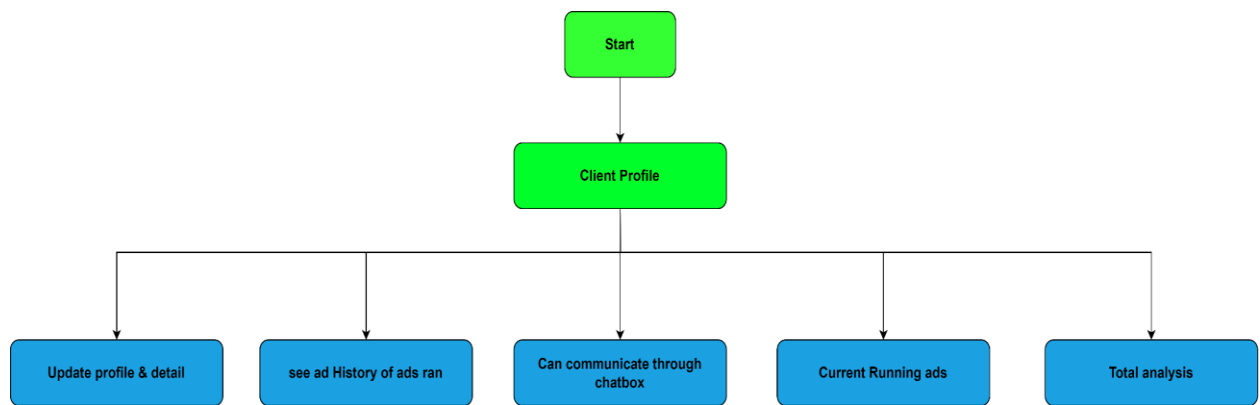 Start
Client Profile
Update profile & detail
see ad History of ads ran
Can communicate through
chatbox
Current Running ads
Total analysis